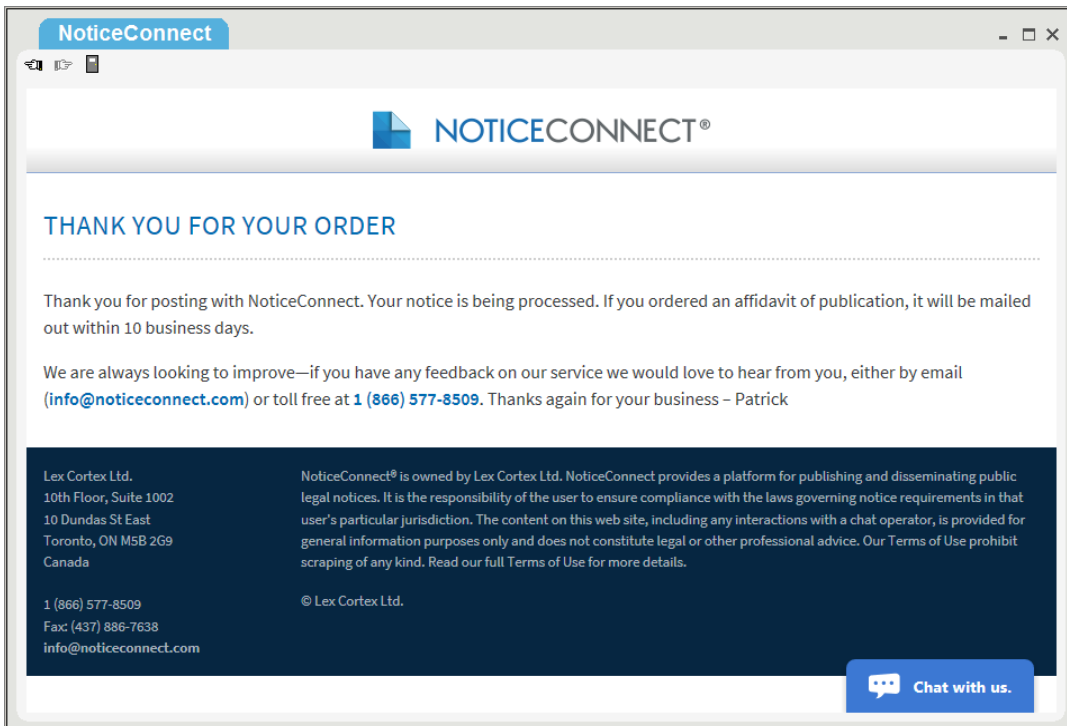 NoticeConnect
NOTICECONNECT®
THANK YOU FOR YOUR ORDER
Thank you for posting with NoticeConnect. Your notice is being processed. If you ordered an affidavit of publication, it will be mailed
out within 10 business days.
We are always looking to improve—if you have any feedback on our service we would love to hear from you, either by email
(info@noticeconnect.com) or toll free at 1 (866) 577-8509. Thanks again for your business – Patrick
Lex Cortex Ltd.
10th Floor, Suite 1002
10 Dundas St East
Toronto, ON M5B 2G9
Canada
1 (866) 577-8509
Fax: (437) 886-7638
info@noticeconnect.com
NoticeConnect® is owned by Lex Cortex Ltd. NoticeConnect provides a platform for publishing and disseminating public
legal notices. It is the responsibility of the user to ensure compliance with the laws governing notice requirements in that
user's particular jurisdiction. The content on this web site, including any interactions with a chat operator, is provided for
general information purposes only and does not constitute legal or other professional advice. Our Terms of Use prohibit
scraping of any kind. Read our full Terms of Use for more details.
© Lex Cortex Ltd.
Chat with us.